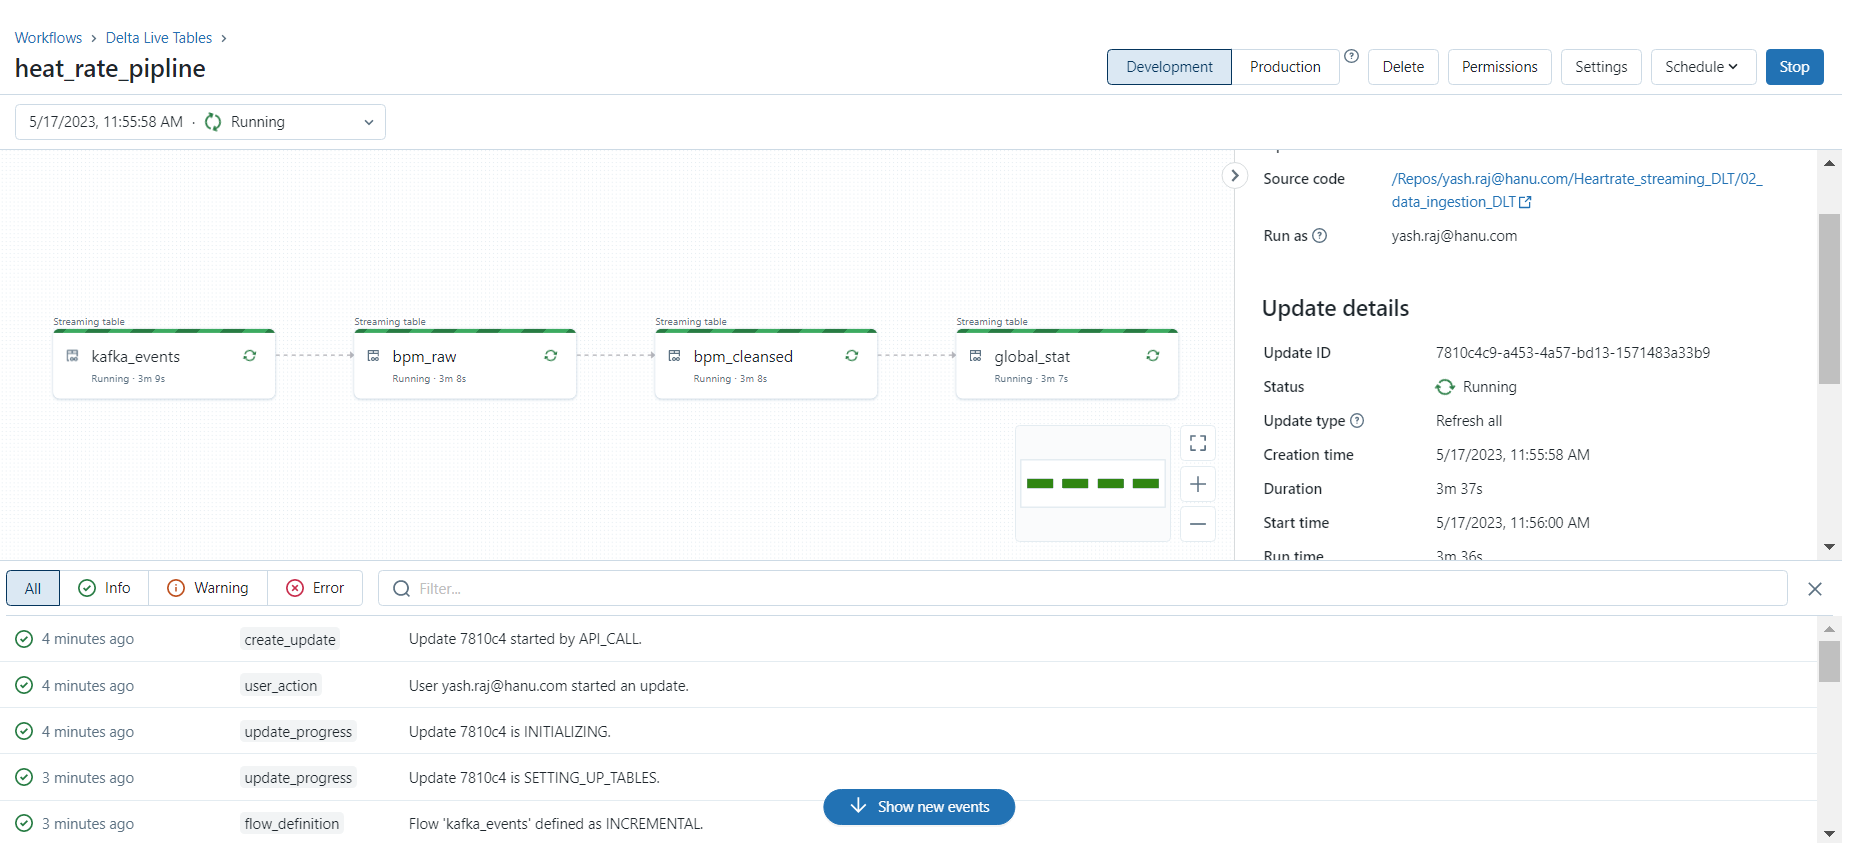 Workflows > Delta Live Tables >
heat_rate_pipline
Development Production Delete Permissions Settings Schedule Stop
5/17/2023, 11:55:58 AM · Running
Source code /Repos/yash.raj@hanu.com/Heartrate_streaming_DLT/02_
data_ingestion_DLT
Run as yash.raj@hanu.com
Streaming table Streaming table Streaming table Streaming table
kafka_events bpm_raw bpm_cleansed global_stat
Running · 3m 9s Running · 3m 8s Running · 3m 8s Running · 3m 7s
Update details
Update ID 7810c4c9-a453-4a57-bd13-1571483a33b9
Status Running
Update type Refresh all
Creation time 5/17/2023, 11:55:58 AM
Duration 3m 37s
Start time 5/17/2023, 11:56:00 AM
Run time 3m 36s
All Info Warning Error Filter...
4 minutes ago create_update Update 7810c4 started by API_CALL.
4 minutes ago user_action User yash.raj@hanu.com started an update.
4 minutes ago update_progress Update 7810c4 is INITIALIZING.
3 minutes ago update_progress Update 7810c4 is SETTING_UP_TABLES.
Show new events
3 minutes ago flow_definition Flow 'kafka_events' defined as INCREMENTAL.